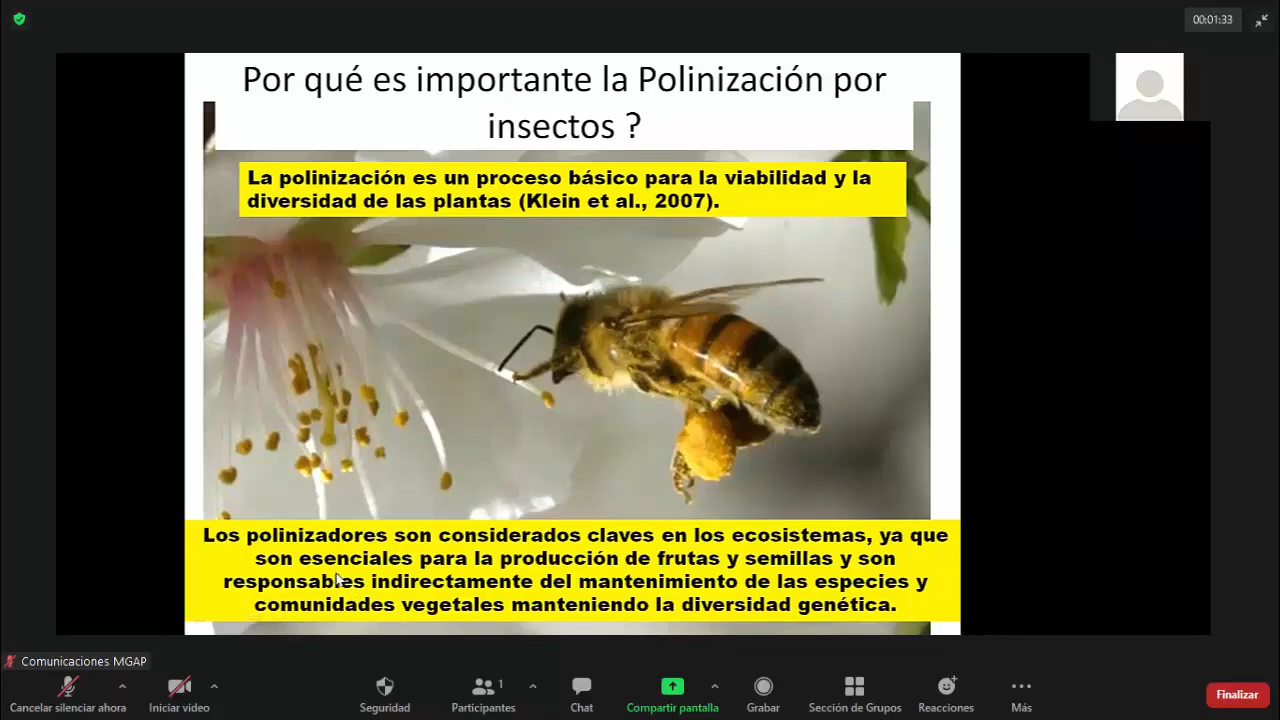 00:01:33
Por qué es importante la Polinización por
insectos ?
La polinización es un proceso básico para la viabilidad y la
diversidad de las plantas (Klein et al., 2007).
Los polinizadores son considerados claves en los ecosistemas, ya que
son esenciales para la producción de frutas y semillas y son
responsables indirectamente del mantenimiento de las especies y
comunidades vegetales manteniendo la diversidad genética.
Comunicaciones MGAP
Cancelar silenciar ahora
Iniciar video
Seguridad
1
Participantes
Chat
Compartir pantalla
Grabar
Sección de Grupos
Reacciones
Más
Finalizar